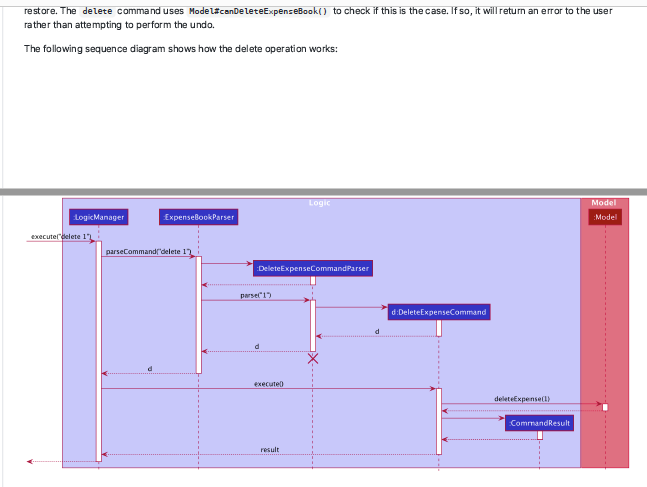 restore. The delete command uses Model#canDeleteExpenseBook() to check if this is the case. If so, it will return an error to the user
rather than attempting to perform the undo.
The following sequence diagram shows how the delete operation works:
Logic
Model
:LogicManager
:ExpenseBookParser
:Model
execute("delete 1")
parseCommand("delete 1")
:DeleteExpenseCommandParser
parse("1")
d:DeleteExpenseCommand
d
d
d
execute()
deleteExpense(1)
:CommandResult
result